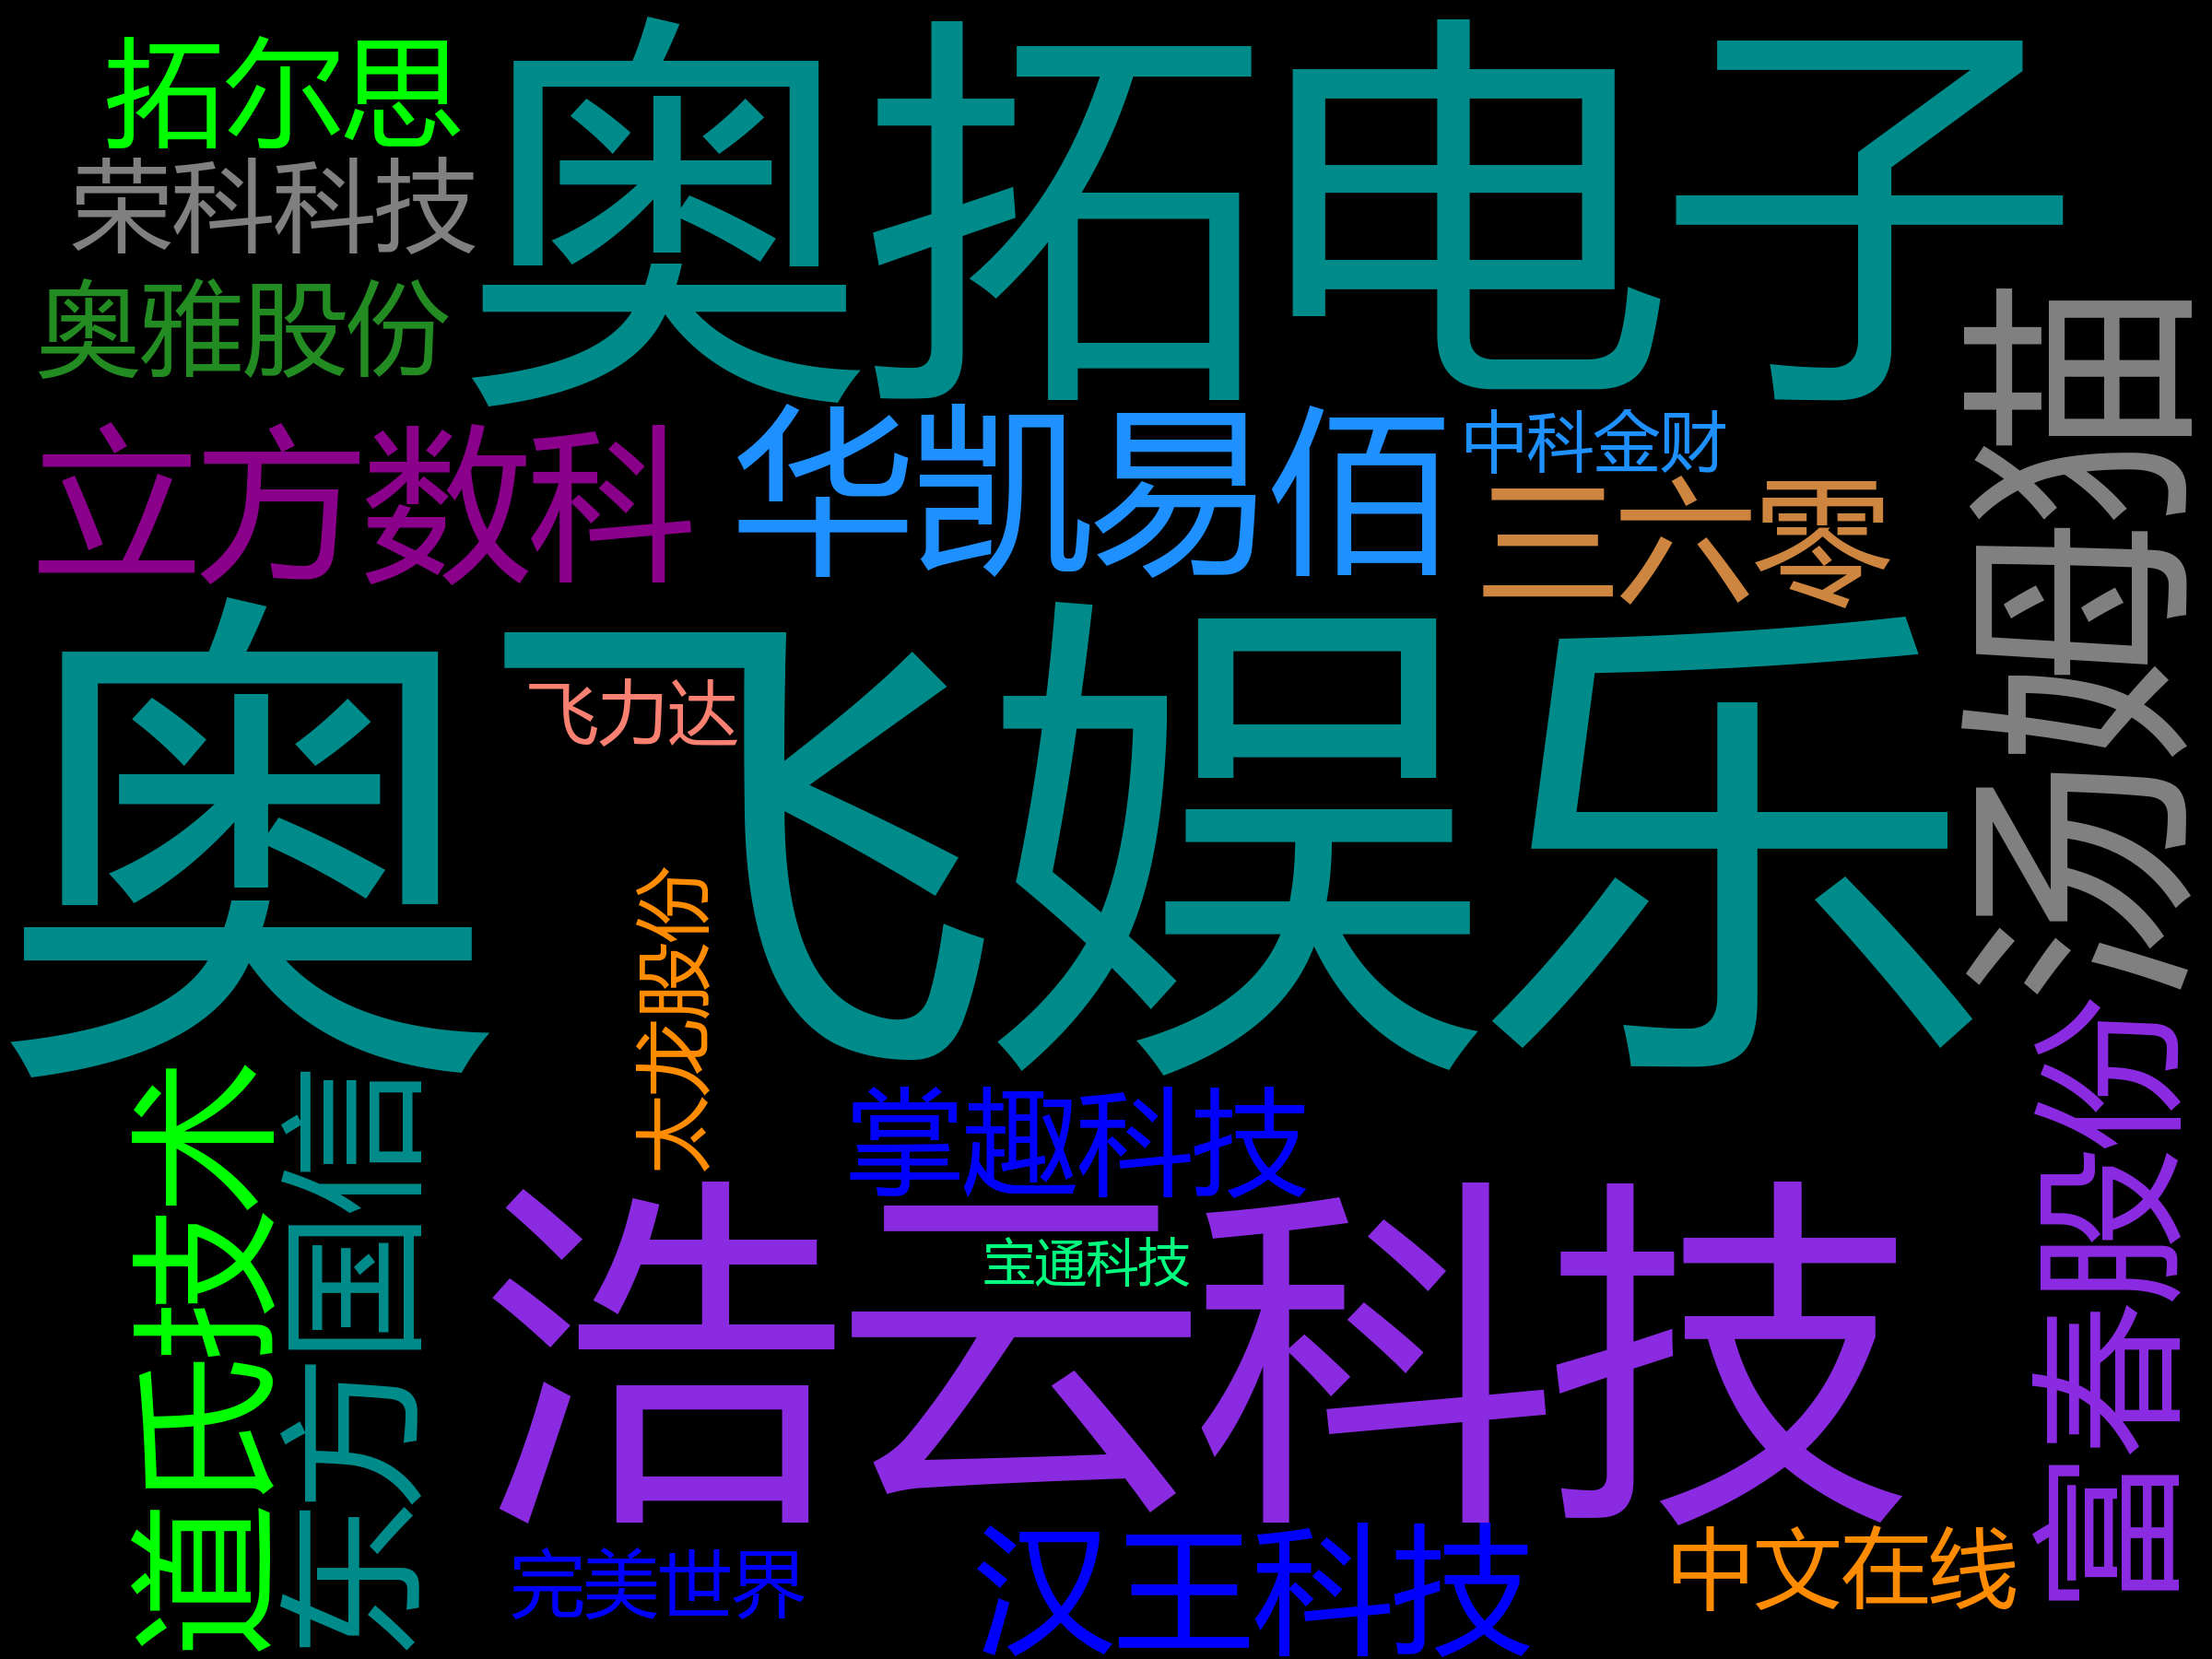 拓尔思
荣科科技
奥雅股份
奥拓电子
立方数科
华凯易佰
中科金财
三六零
汤姆猫
奥飞娱乐
飞力达
太龙股份
掌趣科技
宝通科技
浩云科技
道氏技术
东方国信
富春股份
完美世界
汉王科技
中文在线